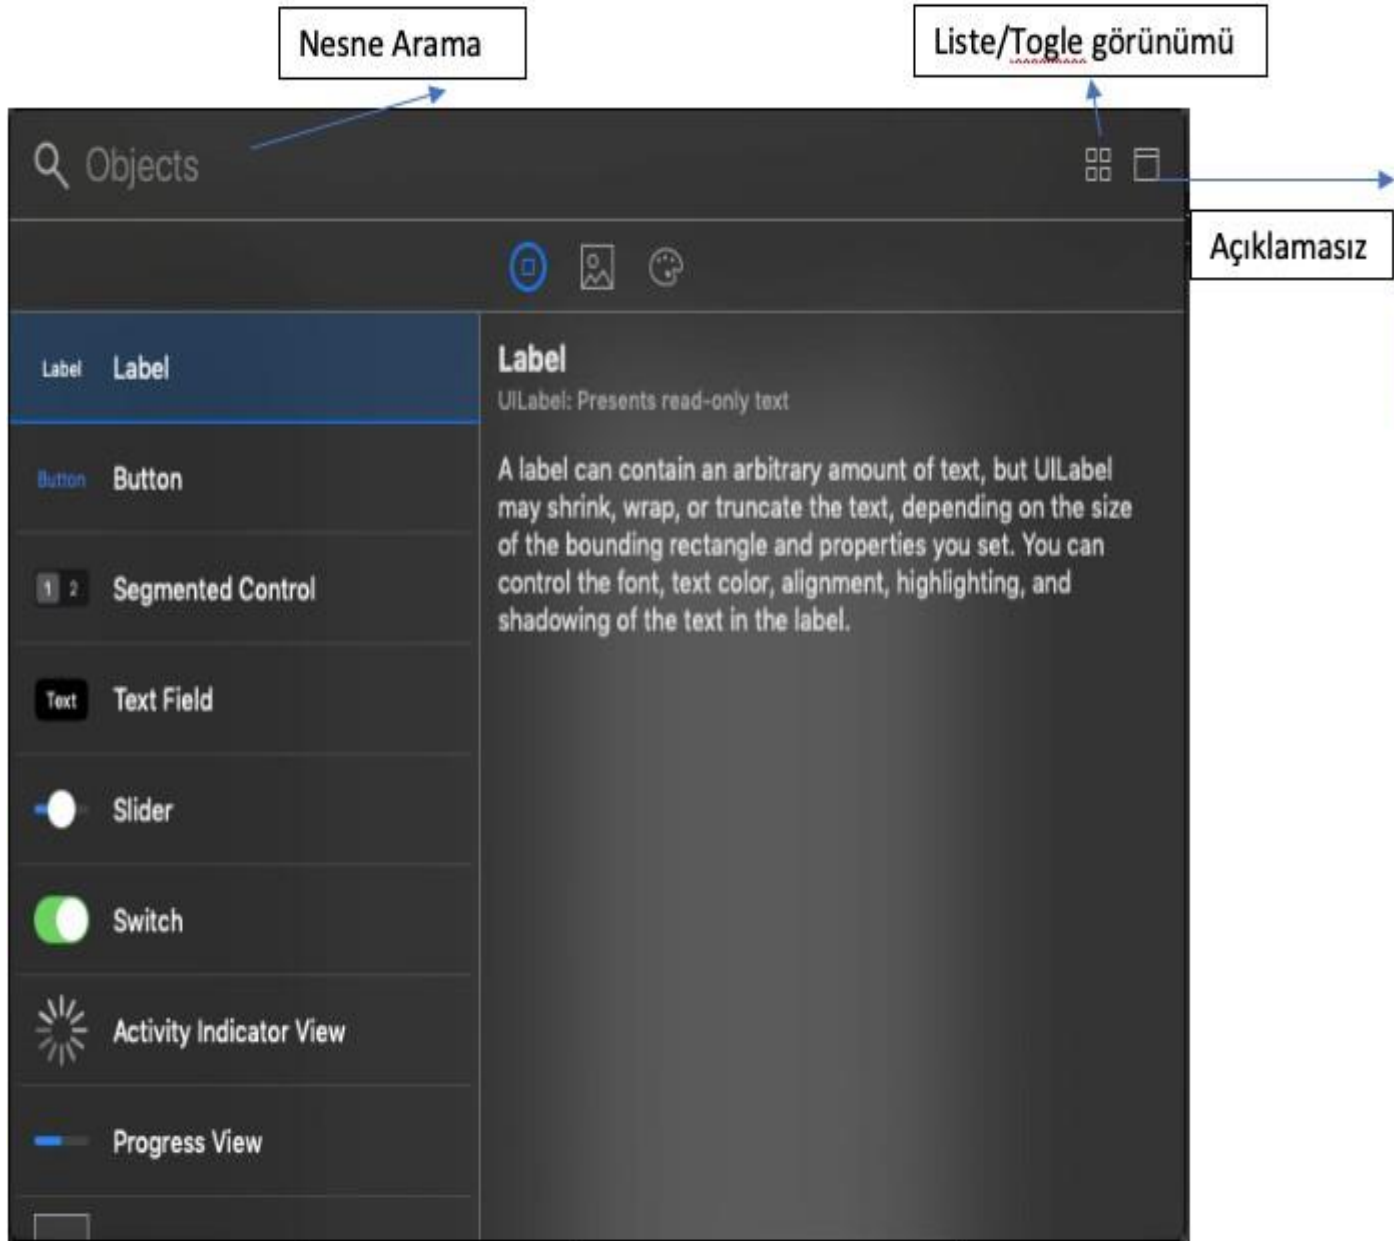 Nesne Arama
Liste/Togle görünümü
Objects
Açıklamasız
Label Label
Button Button
1 2 Segmented Control
Text Text Field
Slider
Switch
Activity Indicator View
Progress View
Label
UILabel: Presents read-only text
A label can contain an arbitrary amount of text, but UILabel
may shrink, wrap, or truncate the text, depending on the size
of the bounding rectangle and properties you set. You can
control the font, text color, alignment, highlighting, and
shadowing of the text in the label.